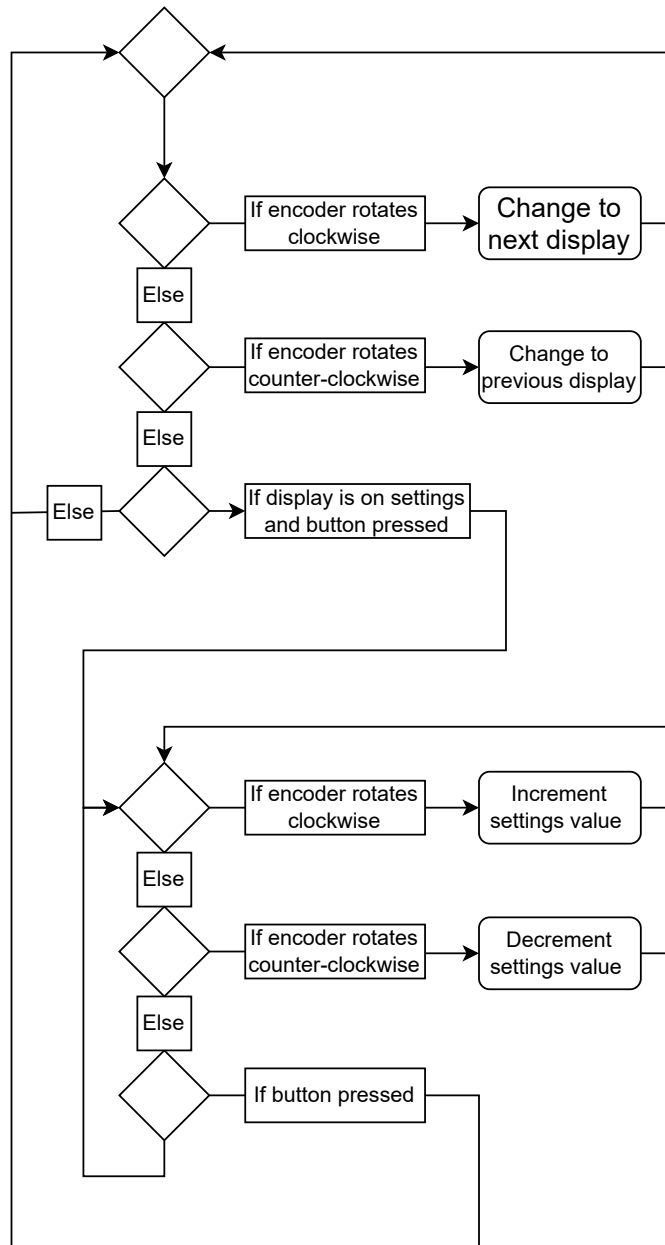 If encoder rotates
clockwise
Change to
next display
Else
If encoder rotates
counter-clockwise
Change to
previous display
Else
Else
If display is on settings
and button pressed
If encoder rotates
clockwise
Increment
settings value
Else
If encoder rotates
counter-clockwise
Decrement
settings value
Else
If button pressed